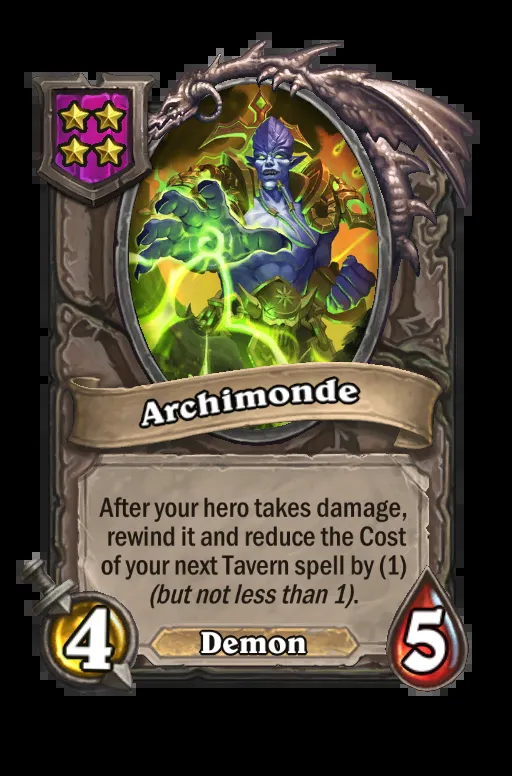 Archimonde
After your hero takes damage,
rewind it and reduce the Cost
of your next Tavern spell by (1)
(but not less than 1).
4
Demon
5